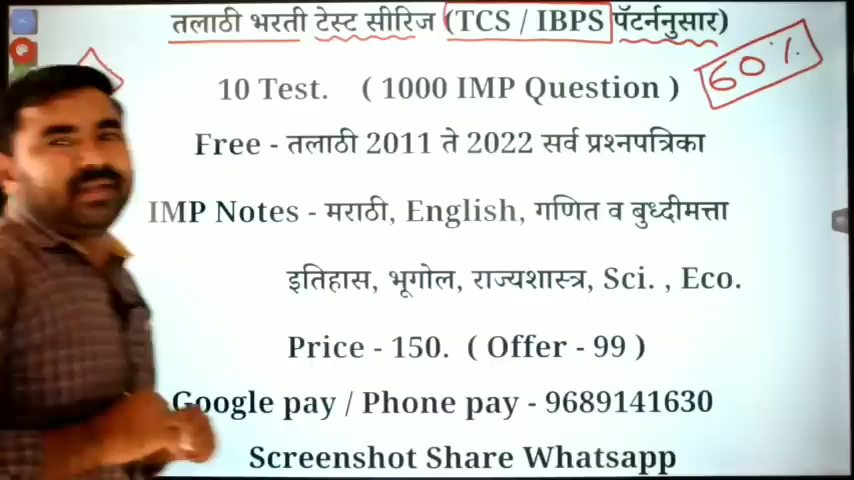 तलाठी भरती टेस्ट सीरिज (TCS / IBPS पॅटर्ननुसार)
60%
10 Test. ( 1000 IMP Question )
Free - तलाठी 2011 ते 2022 सर्व प्रश्नपत्रिका
IMP Notes - मराठी, English, गणित व बुध्दीमत्ता
इतिहास, भूगोल, राज्यशास्त्र, Sci. , Eco.
Price - 150. ( Offer - 99 )
Google pay / Phone pay - 9689141630
Screenshot Share Whatsapp